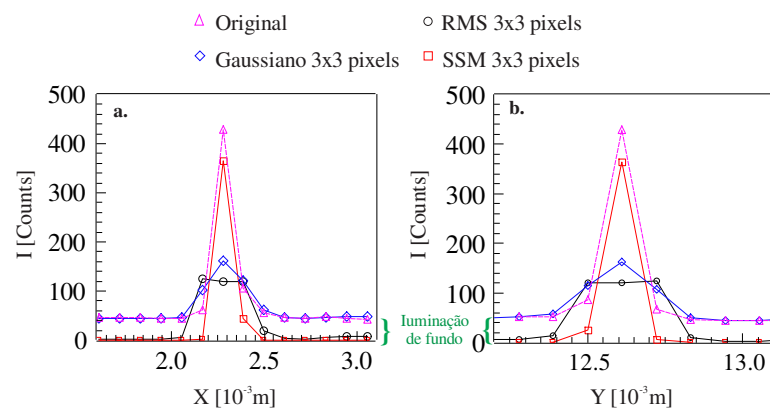 Original
RMS 3x3 pixels
Gaussiano 3x3 pixels
SSM 3x3 pixels
a.
500
400
300
200
100
0
I [Counts]
2.0
2.5
3.0
X [10⁻³m]
Iuminação
de fundo
b.
500
400
300
200
100
0
I [Counts]
12.5
13.0
Y [10⁻³m]